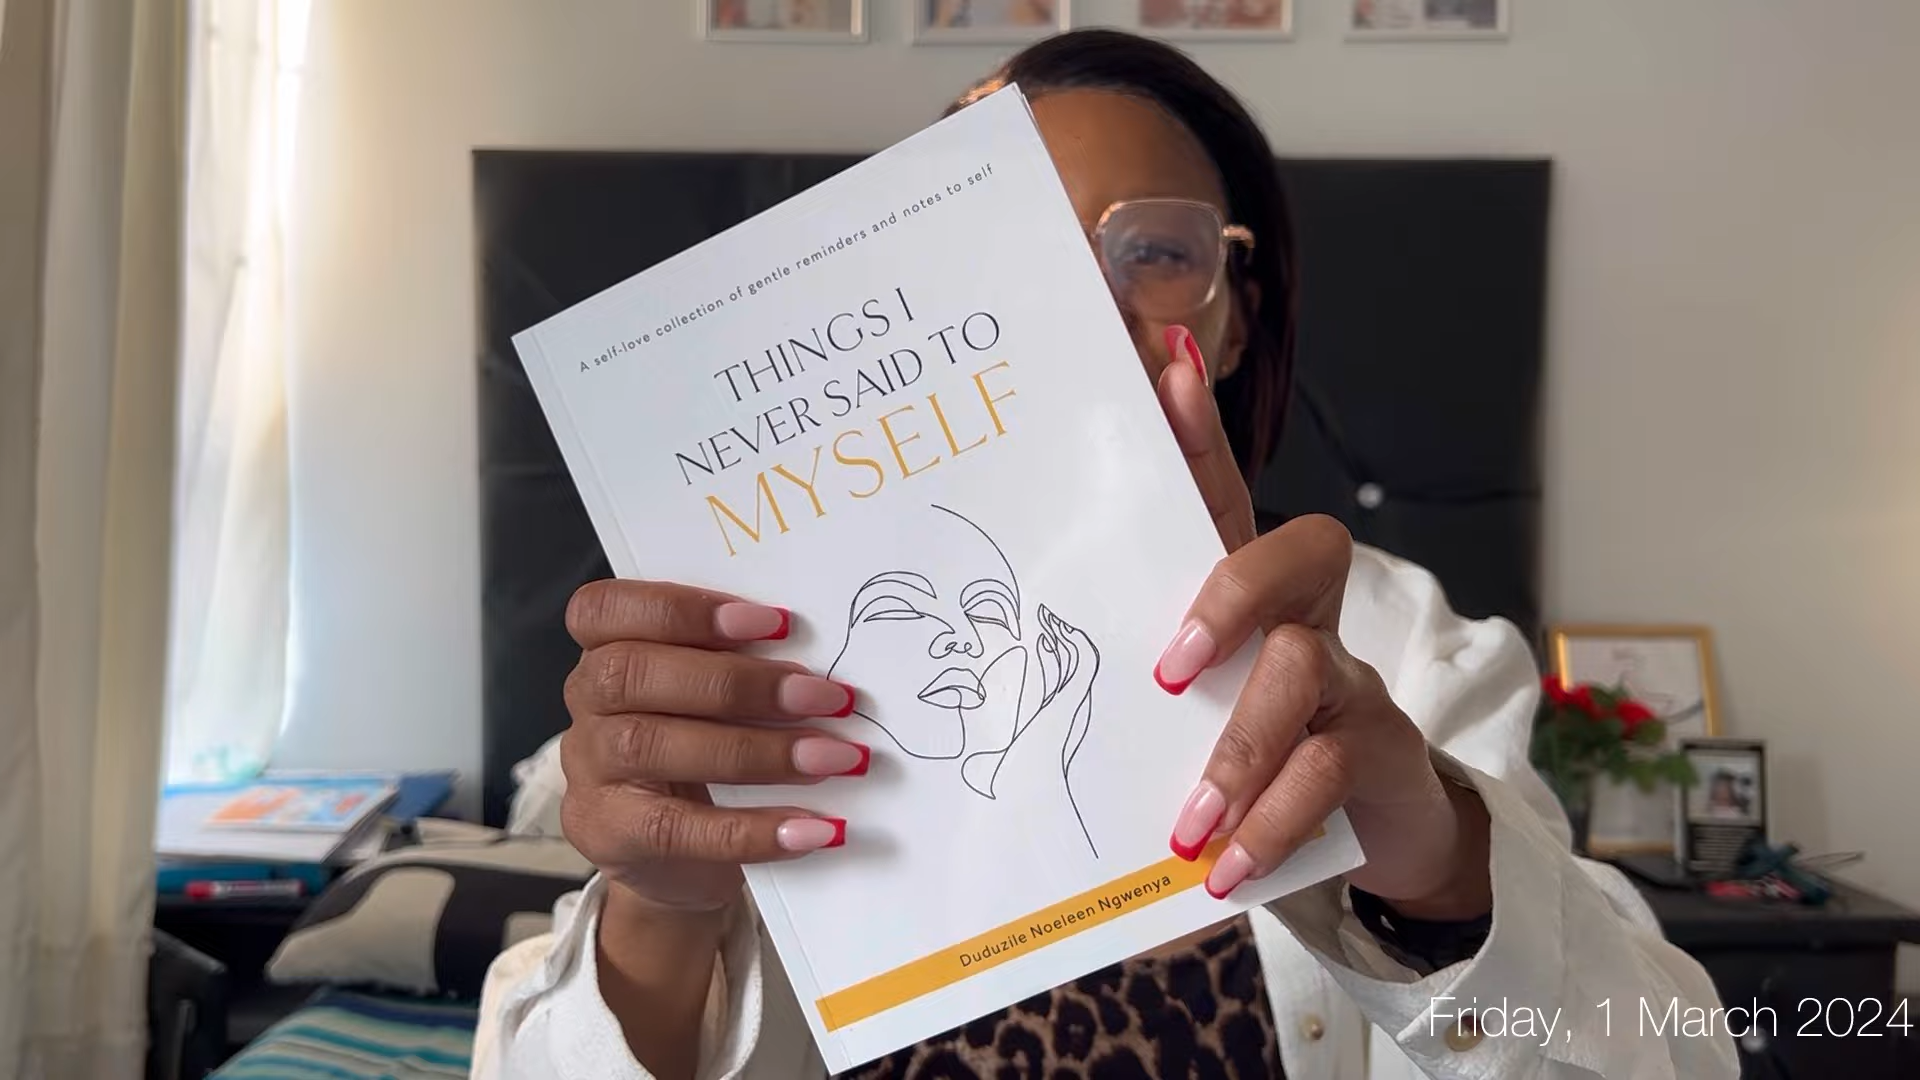 A self-love collection of gentle reminders and notes to self
THINGS I
NEVER SAID TO
MYSELF
Duduzile Noeleen Ngwenya
Friday, 1 March 2024